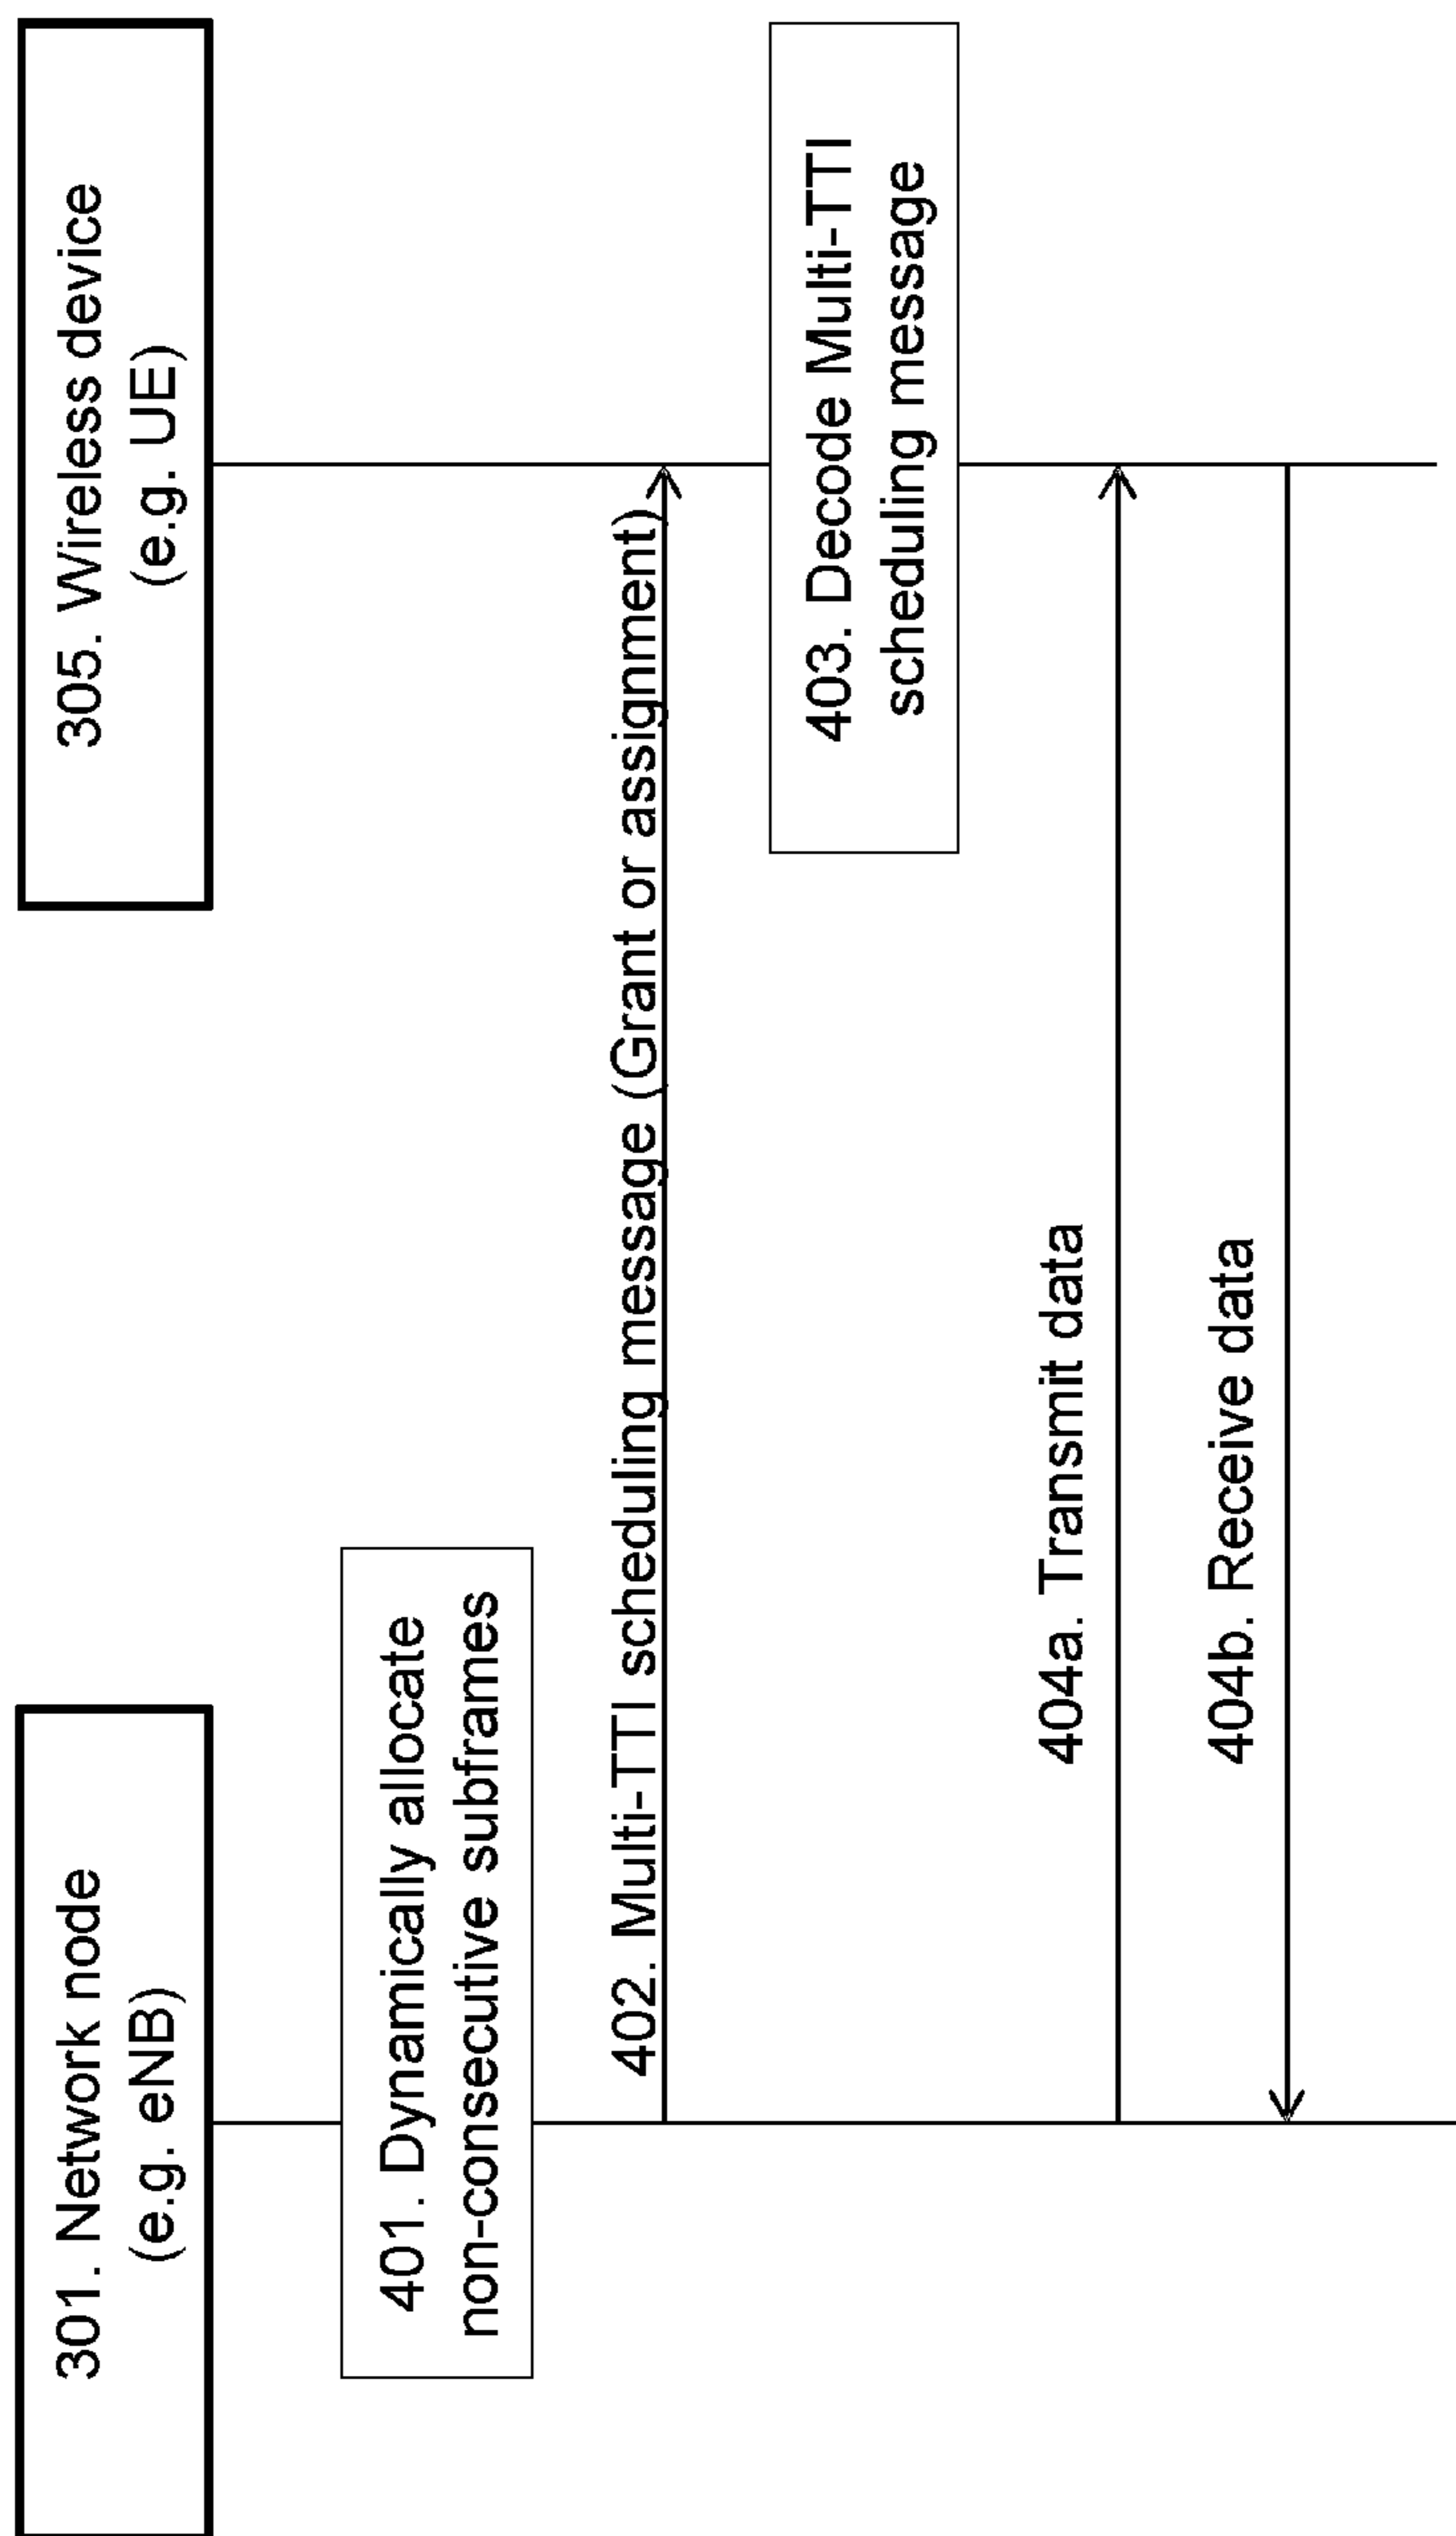 301. Network node
(e.g. eNB)
305. Wireless device
(e.g. UE)
401. Dynamically allocate
non-consecutive subframes
402. Multi-TTI scheduling message (Grant or assignment)
403. Decode Multi-TTI
scheduling message
404a. Transmit data
404b. Receive data